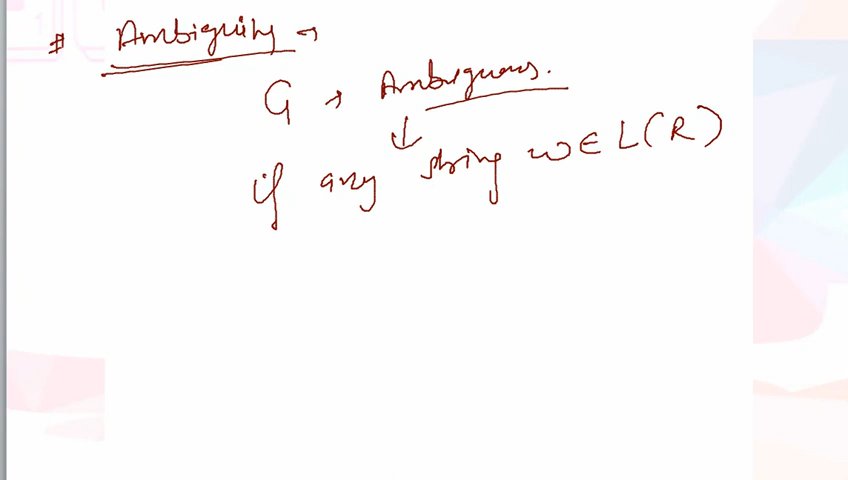 # Ambiguity →
G → Ambiguous.
↓
if any string w ∈ L(R)